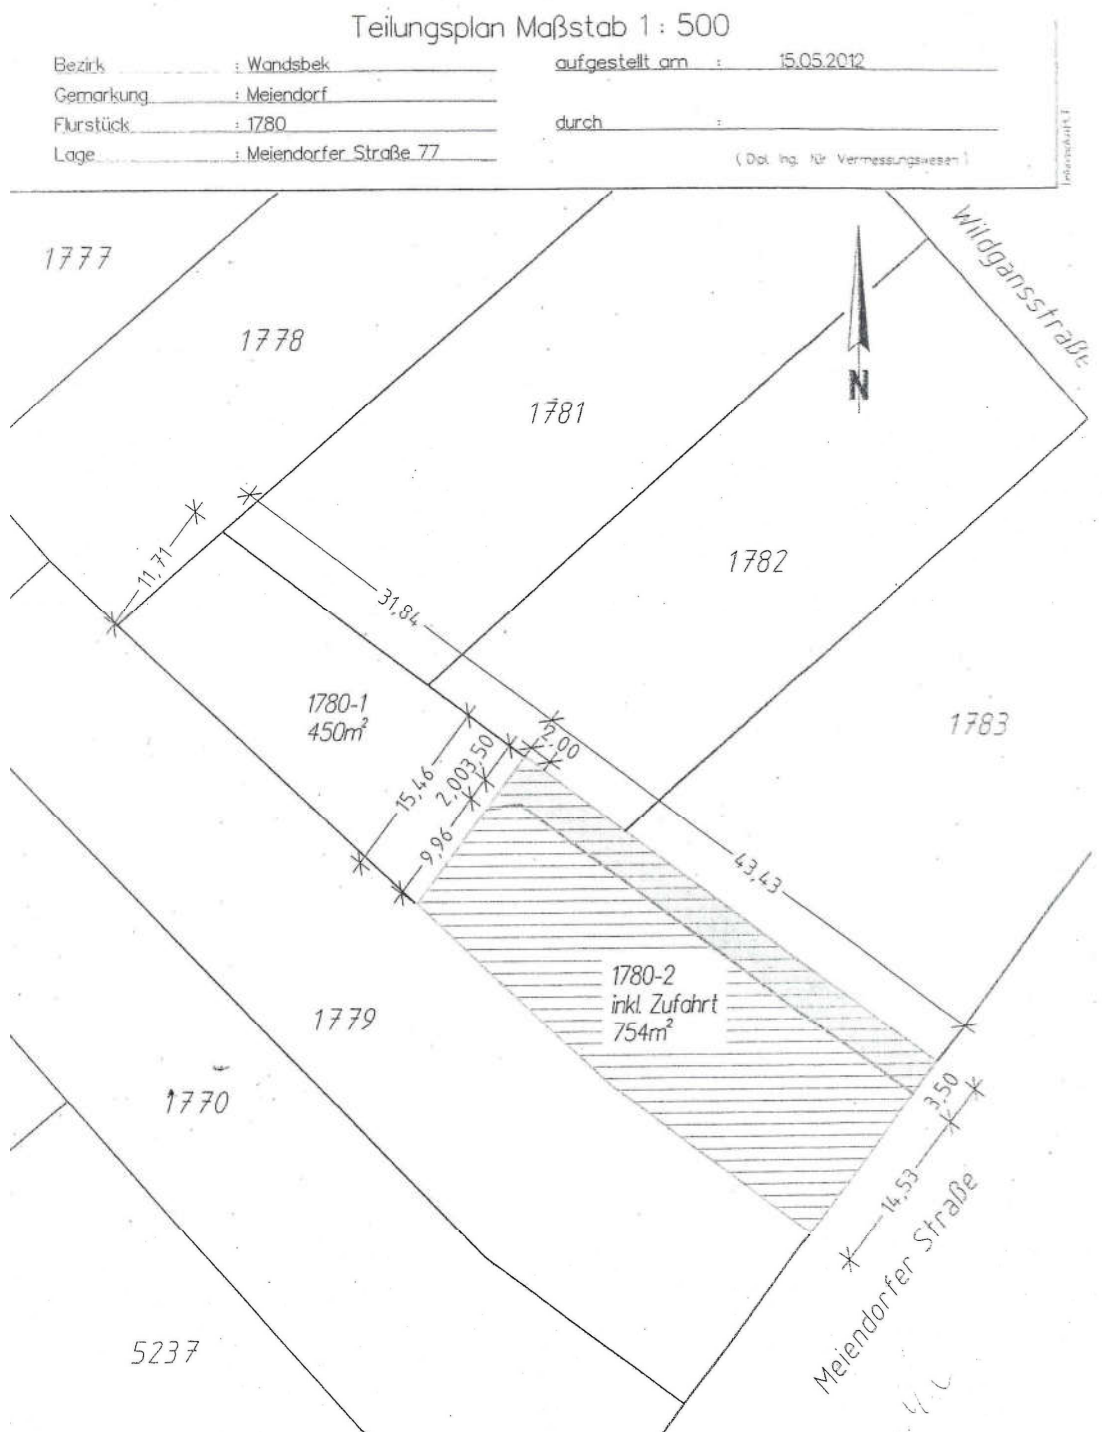 Teilungsplan Maßstab 1 : 500
Bezirk : Wandsbek
aufgestellt am : 15.05.2012
Gemarkung : Meiendorf
Flurstück : 1780
durch :
Lage : Meiendorfer Straße 77
( Dipl. Ing. für Vermessungswesen )
Wildgansstraße
1777
1778
1781
N
11,71
1782
31,84
1780-1
450m²
1783
2,00
3,50
2,00
15,46
9,96
43,43
1780-2
inkl. Zufahrt
754m²
1779
1770
3,50
14,53
Meiendorfer Straße
5237